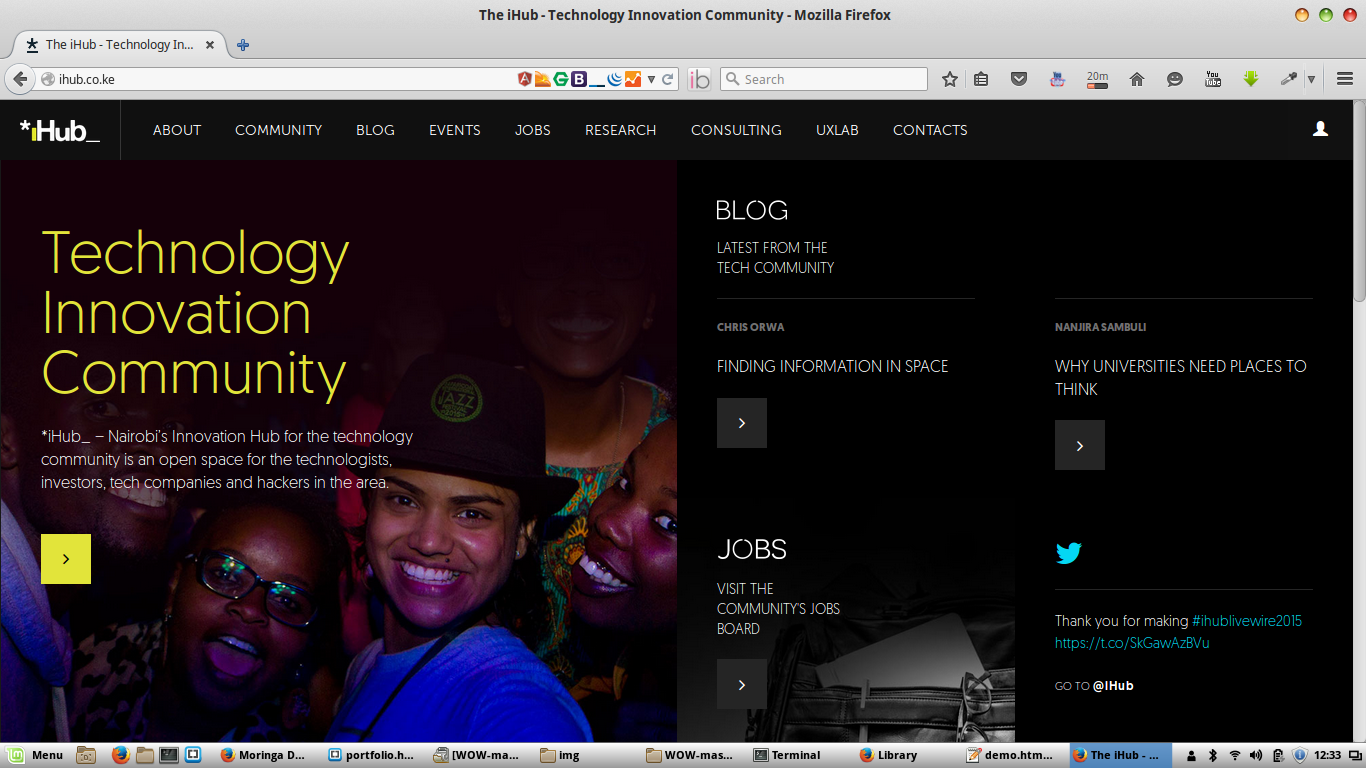 The iHub - Technology Innovation Community - Mozilla Firefox
The iHub - Technology In...
ihub.co.ke
Search
20m
You
Tube
*iHub_
ABOUT
COMMUNITY
BLOG
EVENTS
JOBS
RESEARCH
CONSULTING
UXLAB
CONTACTS
Technology
Innovation
Community
*iHub_ – Nairobi's Innovation Hub for the technology
community is an open space for the technologists,
investors, tech companies and hackers in the area.
JAZZ
BLOG
LATEST FROM THE
TECH COMMUNITY
CHRIS ORWA
FINDING INFORMATION IN SPACE
NANJIRA SAMBULI
WHY UNIVERSITIES NEED PLACES TO
THINK
JOBS
VISIT THE
COMMUNITY'S JOBS
BOARD
Thank you for making #ihublivewire2015
https://t.co/SkGawAzBVu
GO TO @IHub
Menu
Moringa D...
portfolio.h...
[WOW-ma...
img
WOW-mas...
Terminal
Library
demo.htm...
The iHub - ...
12:33